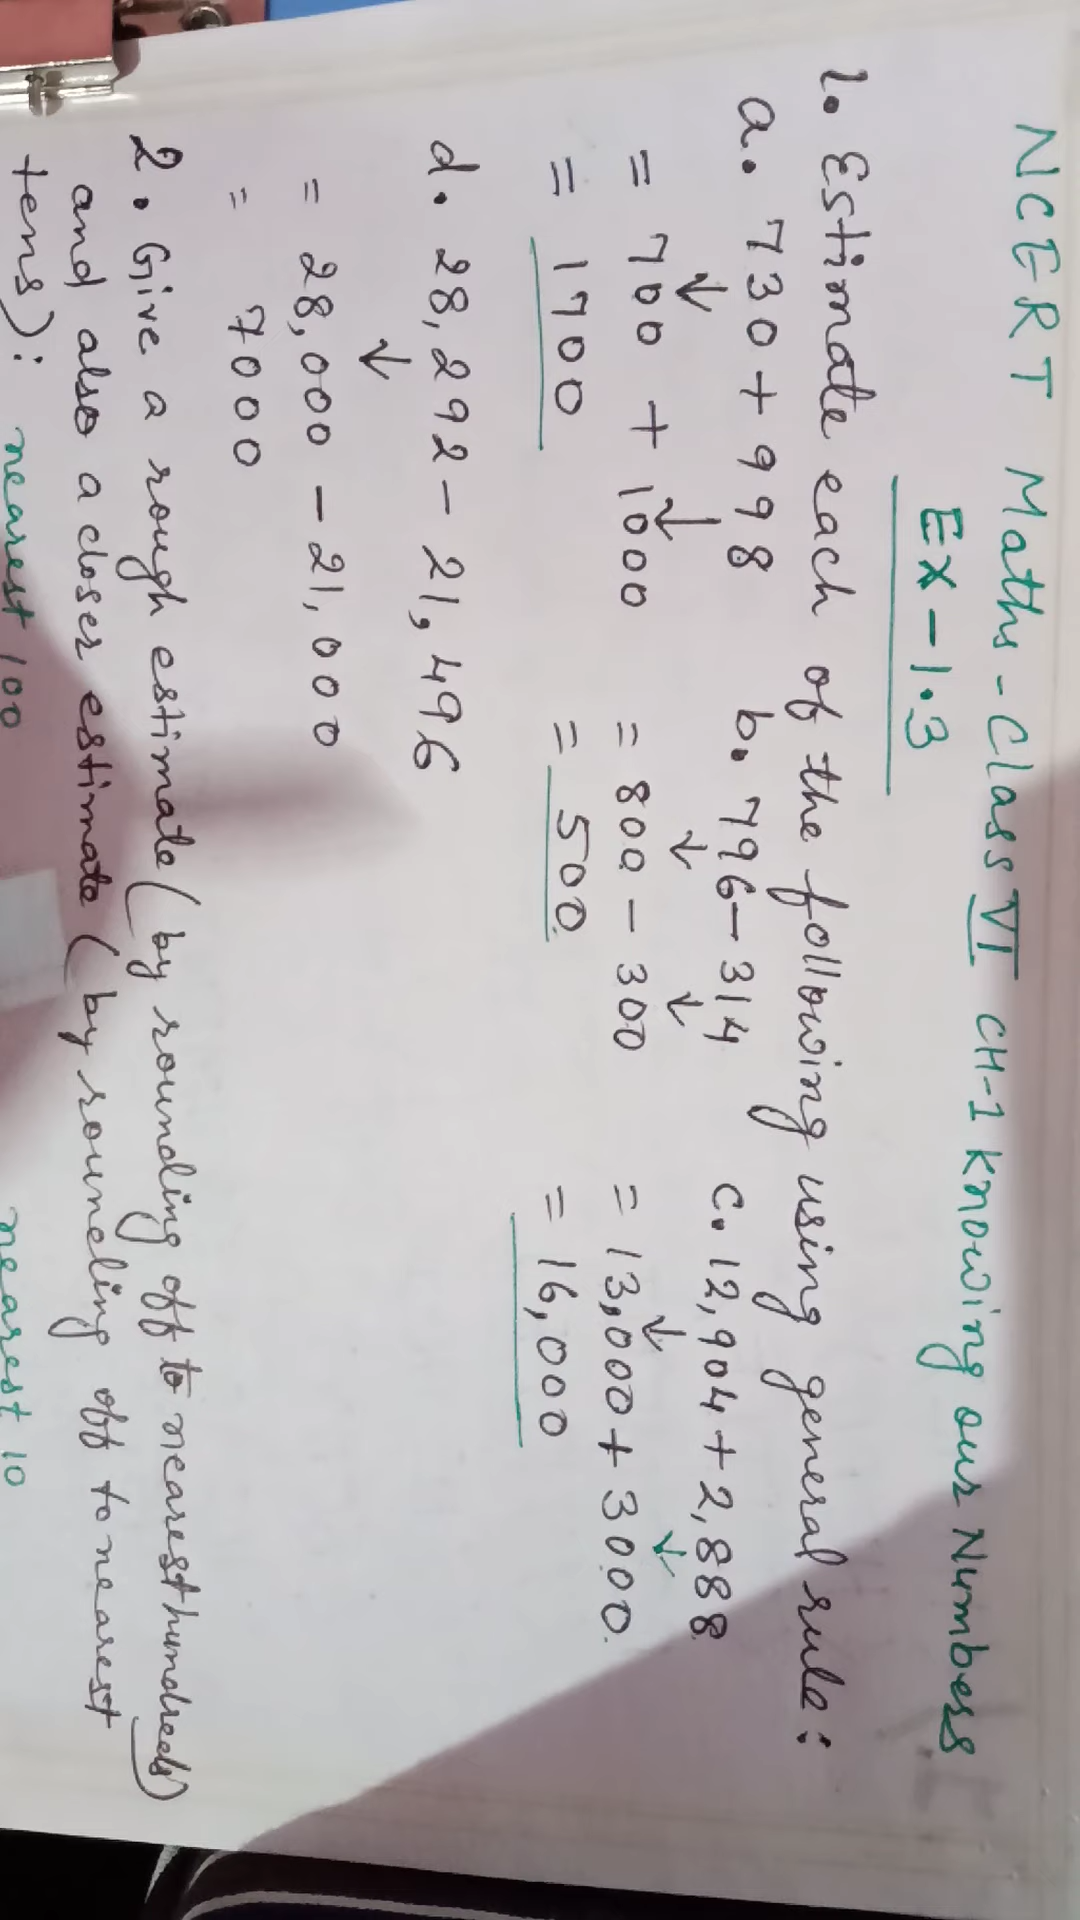 NCERT Maths - Class VI CH-1 Knowing our Numbers
Ex - 1.3
1. Estimate each of the following using general rule:
a. 730 + 998 b. 796 - 314 c. 12,904 + 2,888
↓ ↓ ↓ ↓ ↓ ↓
= 700 + 1000 = 800 - 300 = 13,000 + 3000
= 1700 = 500 = 16,000
d. 28,292 - 21,496
↓
= 28,000 - 21,000
= 7000
2. Give a rough estimate (by rounding off to nearest hundreds)
and also a closer estimate (by rounding off to nearest
tens): nearest 100 nearest 10